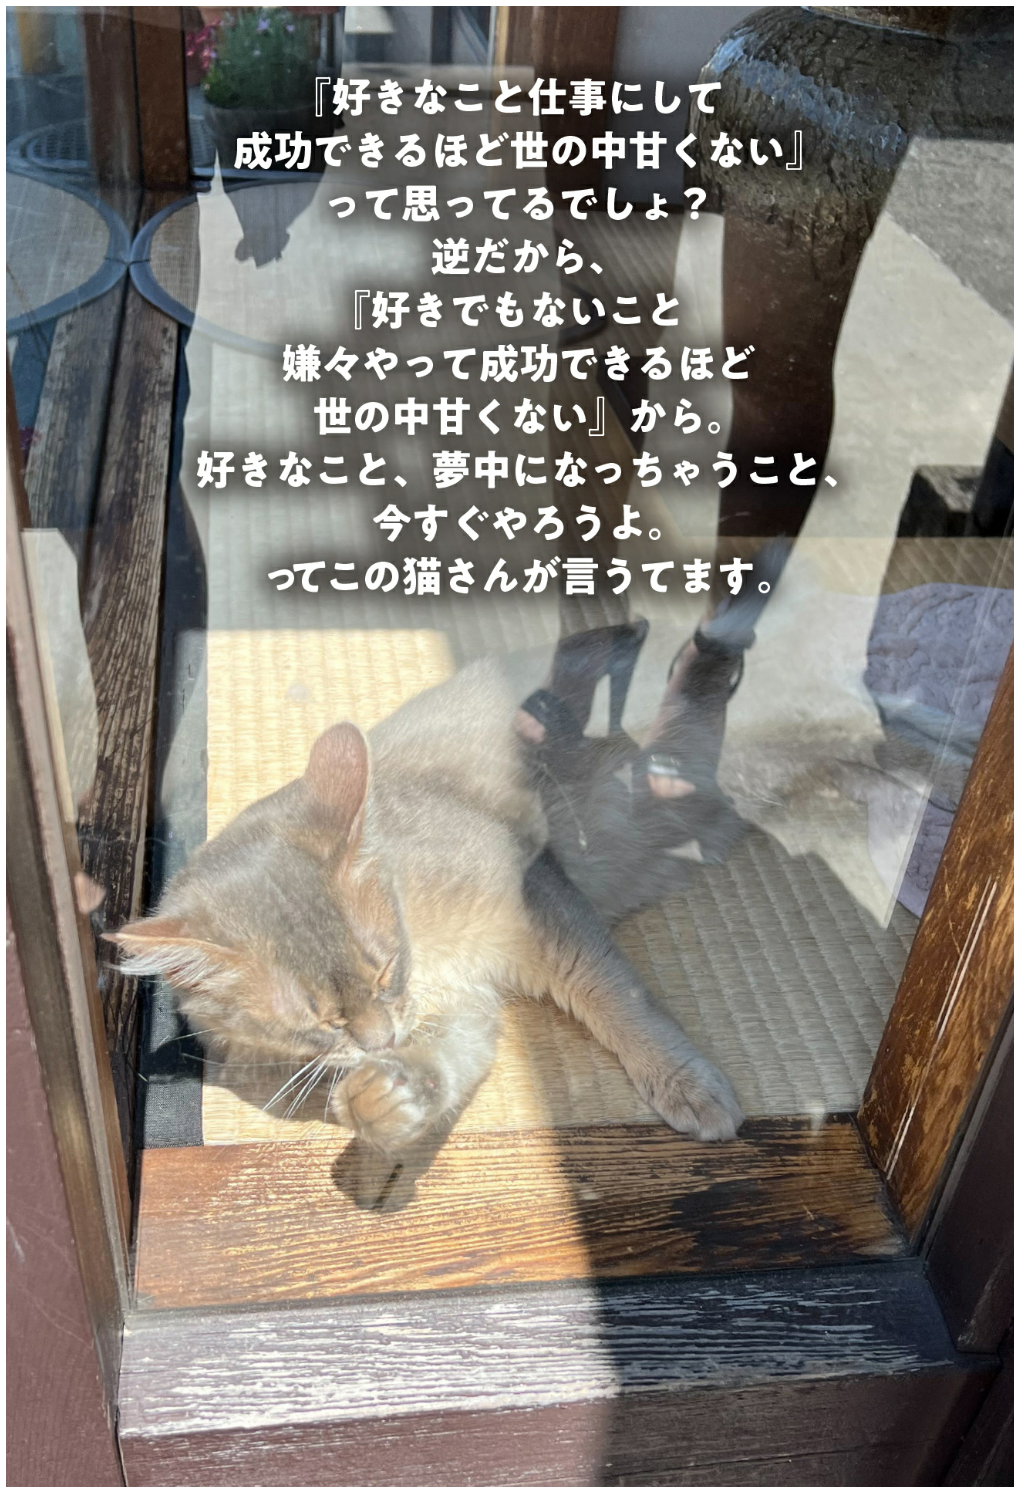 『好きなこと仕事にして
成功できるほど世の中甘くない』
って思ってるでしょ？
逆だから、
『好きでもないこと
嫌々やって成功できるほど
世の中甘くない』から。
好きなこと、夢中になっちゃうこと、
今すぐやろうよ。
ってこの猫さんが言うてます。